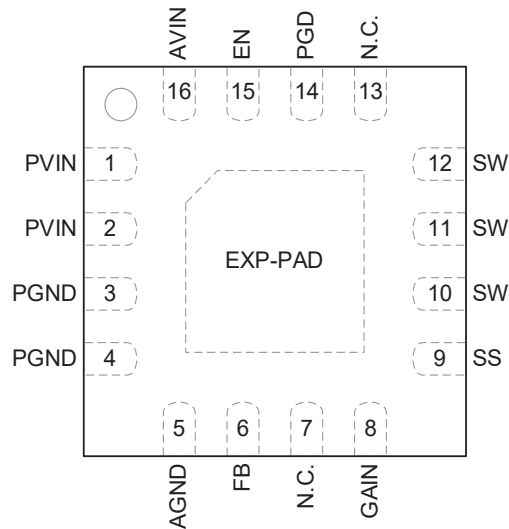 AVIN
EN
PGD
N.C.
16
15
14
13
PVIN 1
12 SW
PVIN 2
11 SW
EXP-PAD
PGND 3
10 SW
PGND 4
9 SS
5
6
7
8
AGND
FB
N.C.
GAIN